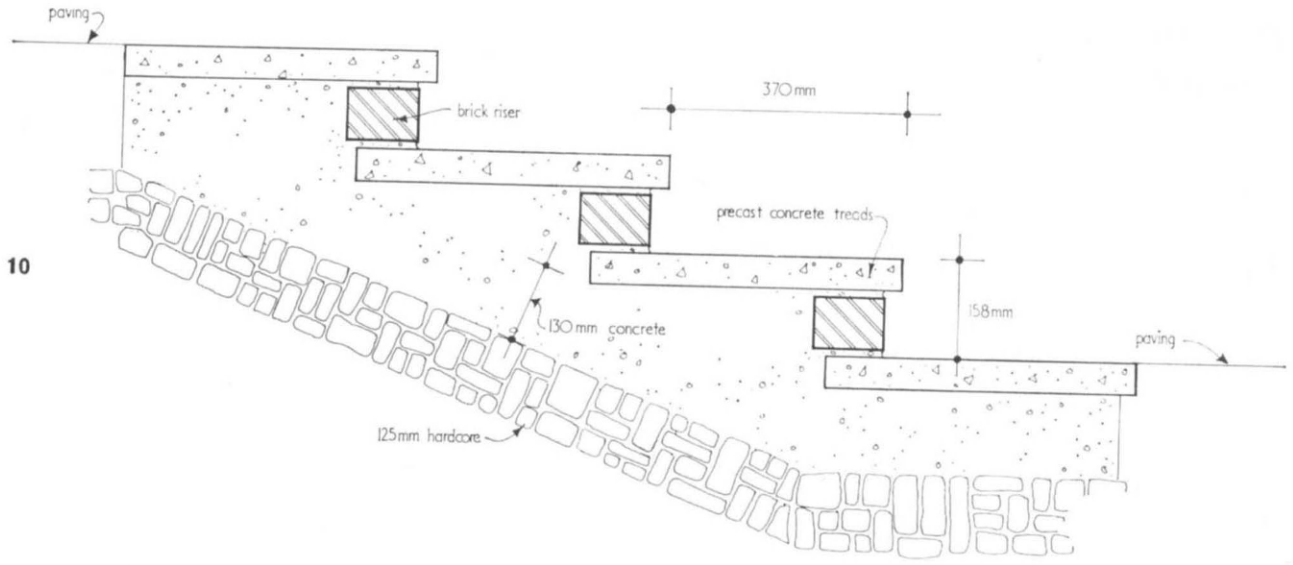 paving
370mm
brick riser
precast concrete treads
10
130mm concrete
158mm
paving
125mm hardcore